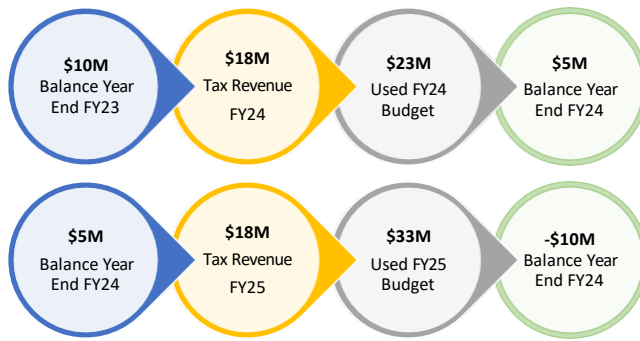 $10M
Balance Year
End FY23
$18M
Tax Revenue
FY24
$23M
Used FY24
Budget
$5M
Balance Year
End FY24
$5M
Balance Year
End FY24
$18M
Tax Revenue
FY25
$33M
Used FY25
Budget
-$10M
Balance Year
End FY24